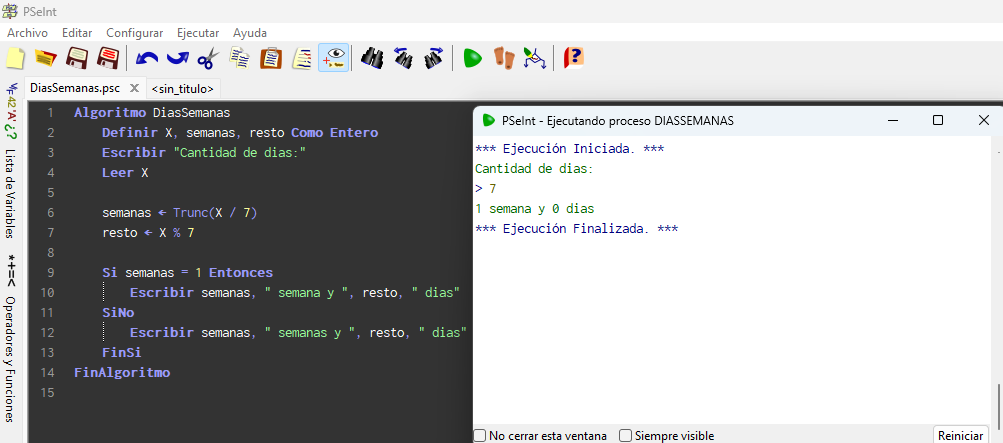 PSeInt
Archivo Editar Configurar Ejecutar Ayuda
DiasSemanas.psc X <sin_titulo>
Lista de Variables
*+=< Operadores y Funciones
1 Algoritmo DiasSemanas
2 Definir X, semanas, resto Como Entero
3 Escribir "Cantidad de dias:"
4 Leer X
5
6 semanas ← Trunc(X / 7)
7 resto ← X % 7
8
9 Si semanas = 1 Entonces
10 Escribir semanas, " semana y ", resto, " dias"
11 SiNo
12 Escribir semanas, " semanas y ", resto, " dias"
13 FinSi
14 FinAlgoritmo
15
PSeInt - Ejecutando proceso DIASSEMANAS
*** Ejecución Iniciada. ***
Cantidad de dias:
> 7
1 semana y 0 dias
*** Ejecución Finalizada. ***
No cerrar esta ventana Siempre visible Reiniciar